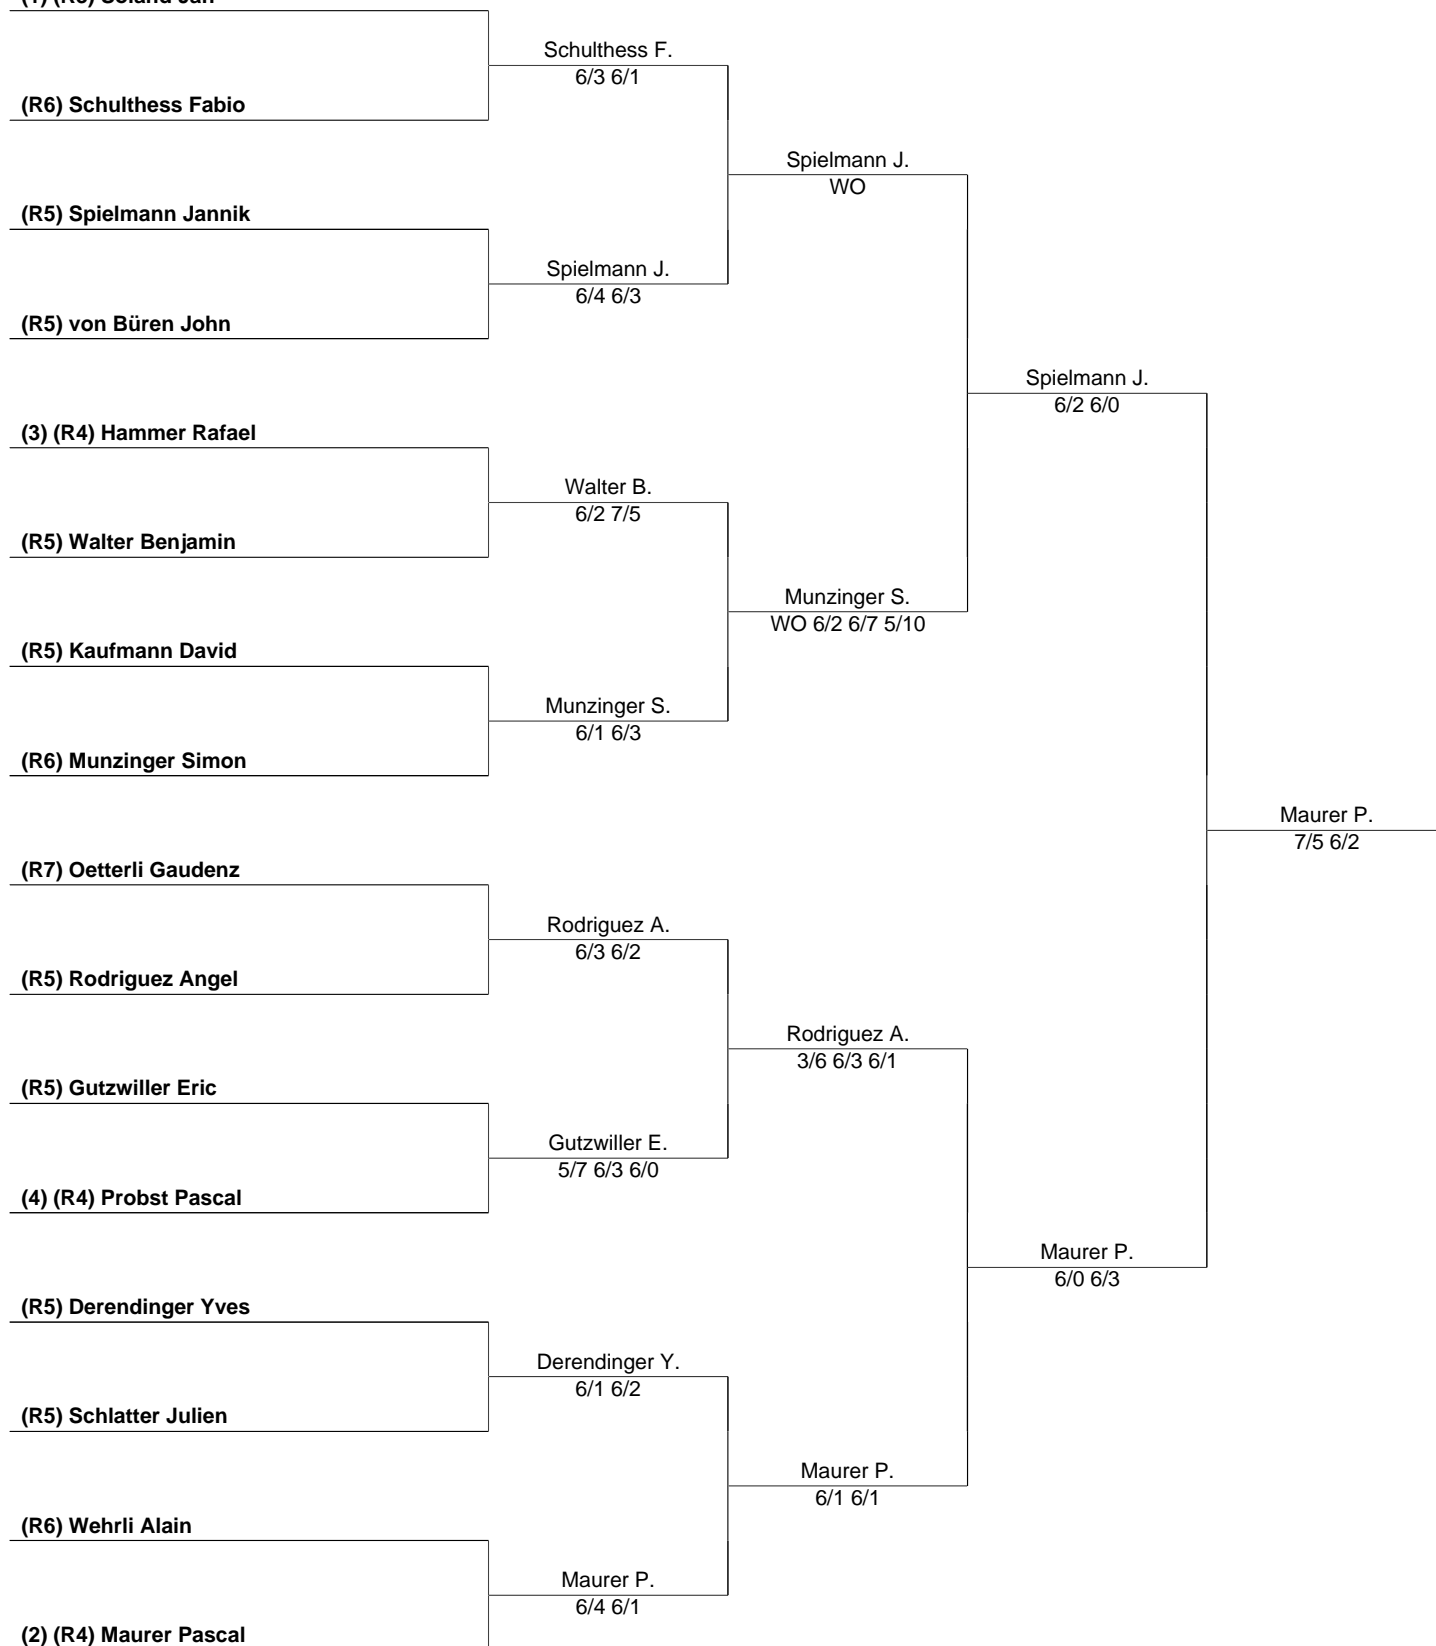 Soland Jan
Schulthess F.
6/3 6/1
(R6) Schulthess Fabio
Spielmann J.
WO
(R5) Spielmann Jannik
Spielmann J.
6/4 6/3
(R5) von Büren John
Spielmann J.
6/2 6/0
(3) (R4) Hammer Rafael
Walter B.
6/2 7/5
(R5) Walter Benjamin
Munzinger S.
WO 6/2 6/7 5/10
(R5) Kaufmann David
Munzinger S.
6/1 6/3
(R6) Munzinger Simon
Maurer P.
7/5 6/2
(R7) Oetterli Gaudenz
Rodriguez A.
6/3 6/2
(R5) Rodriguez Angel
Rodriguez A.
3/6 6/3 6/1
(R5) Gutzwiller Eric
Gutzwiller E.
5/7 6/3 6/0
(4) (R4) Probst Pascal
Maurer P.
6/0 6/3
(R5) Derendinger Yves
Derendinger Y.
6/1 6/2
(R5) Schlatter Julien
Maurer P.
6/1 6/1
(R6) Wehrli Alain
Maurer P.
6/4 6/1
(2) (R4) Maurer Pascal